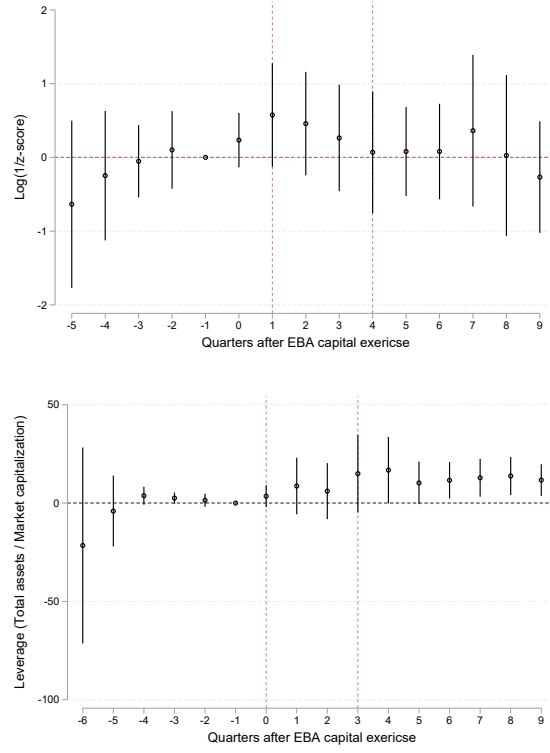 2
1
0
-1
-2
Log(1/z-score)
-5 -4 -3 -2 -1 0 1 2 3 4 5 6 7 8 9
Quarters after EBA capital exericse
50
0
-50
-100
Leverage (Total assets / Market capitalization)
-6 -5 -4 -3 -2 -1 0 1 2 3 4 5 6 7 8 9
Quarters after EBA capital exericse